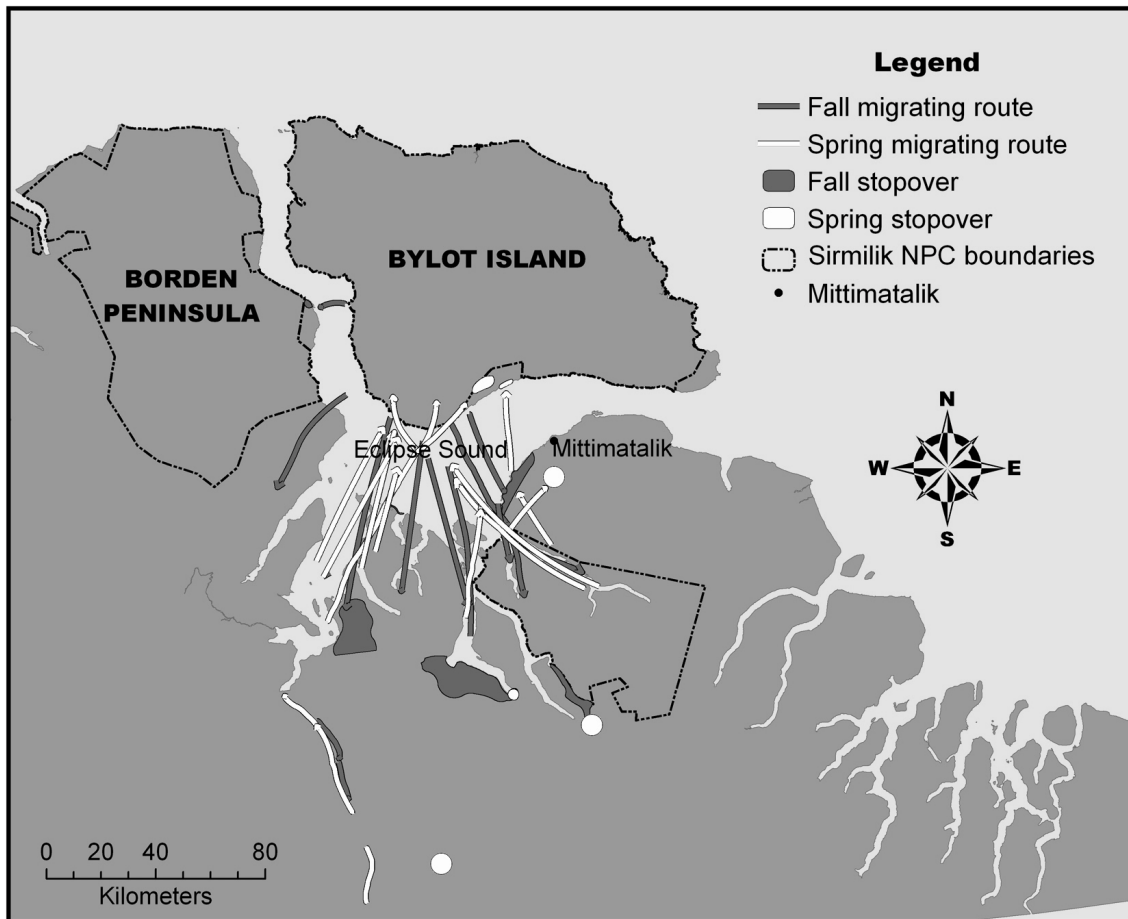 Legend
Fall migrating route
Spring migrating route
Fall stopover
Spring stopover
Sirmilik NPC boundaries
Mittimatalik
BYLOT ISLAND
BORDEN
PENINSULA
Eclipse Sound
Mittimatalik
N
W E
S
0 20 40 80
Kilometers